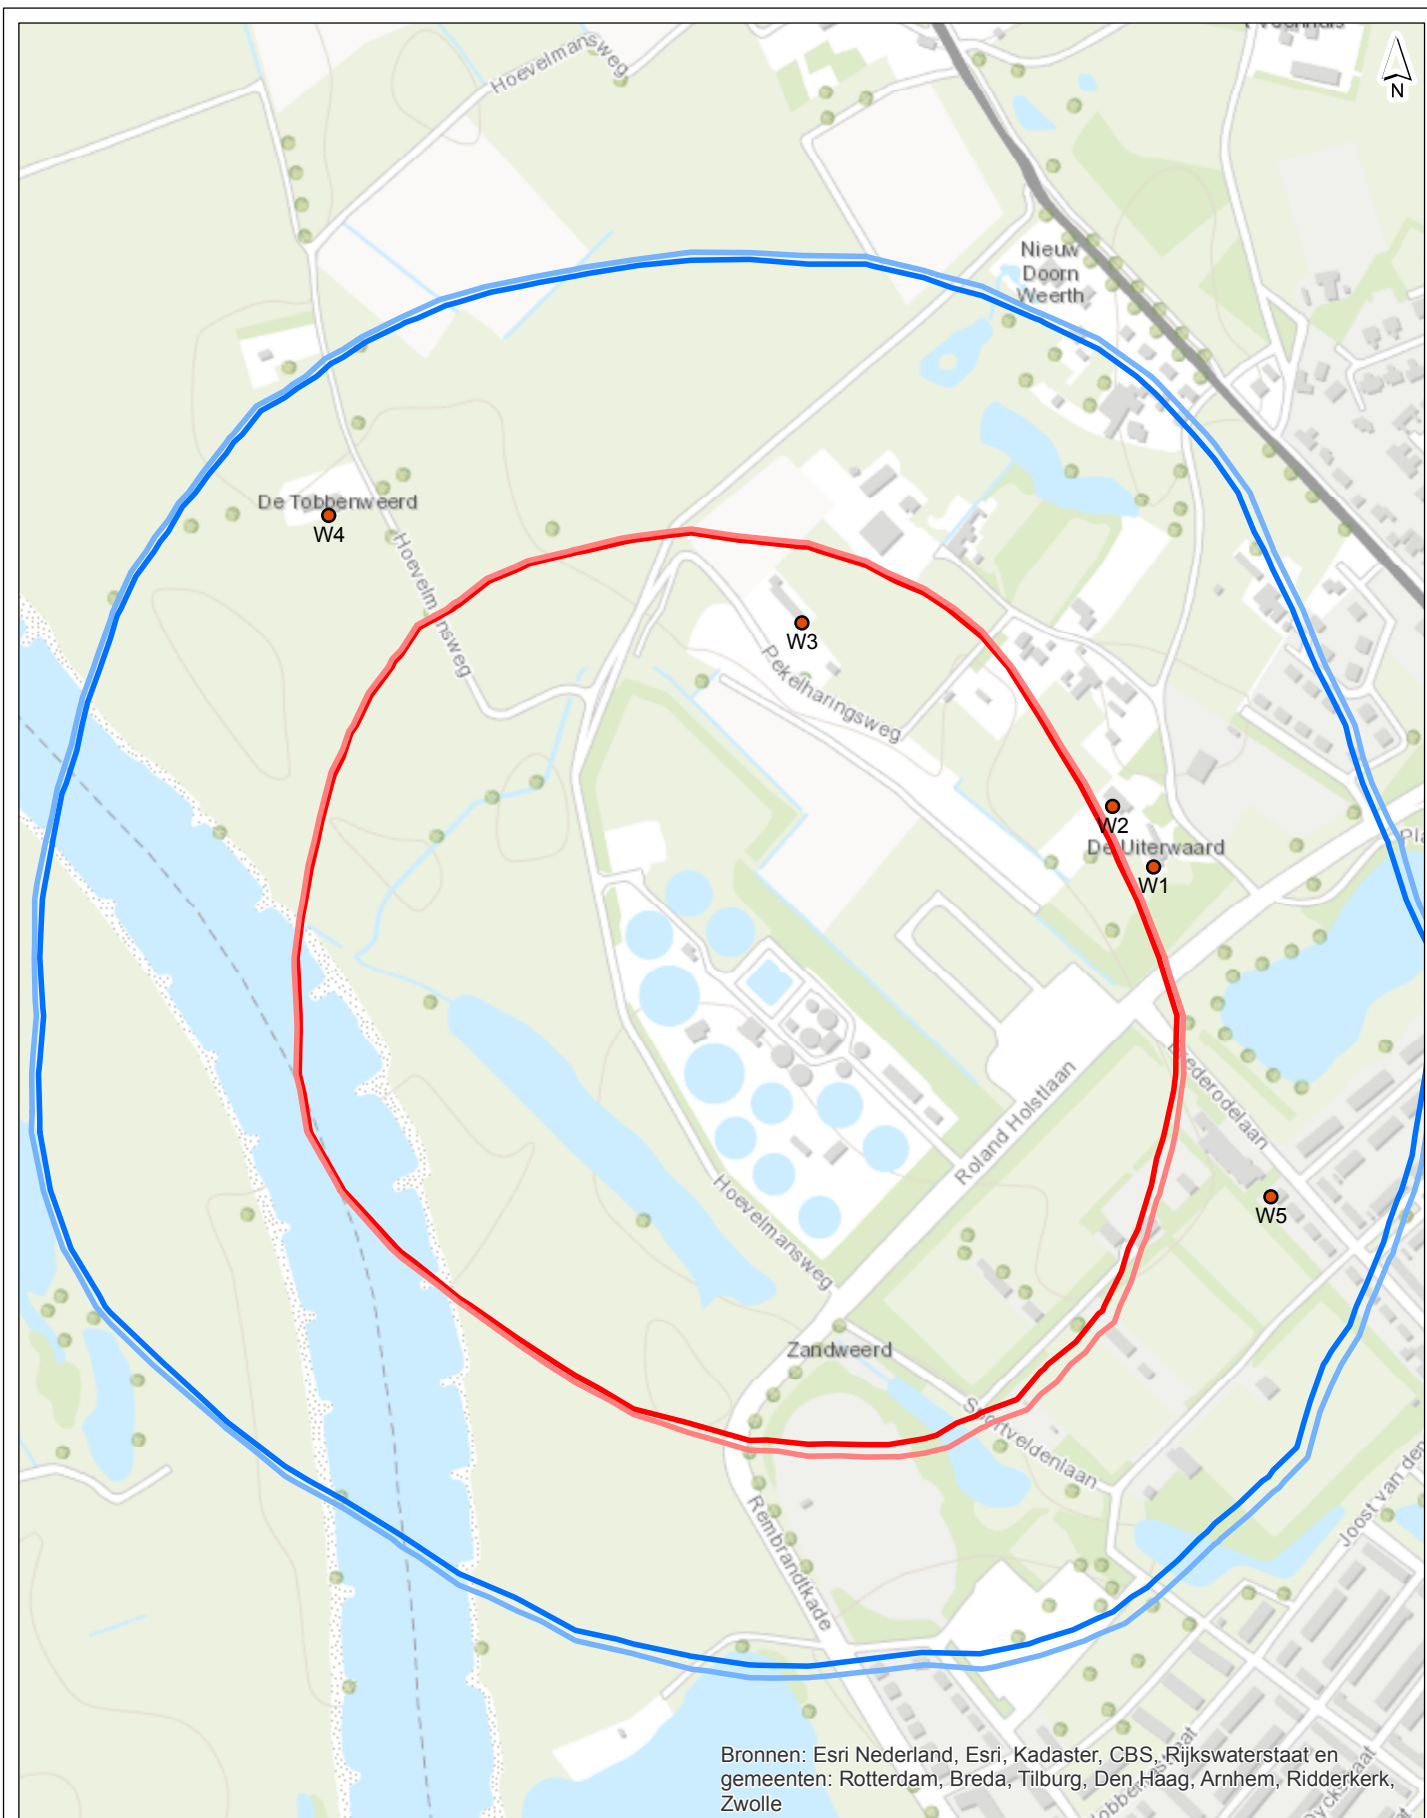 Hoevelmansweg
N
Nieuw
Doorn
Weerth
De Tobbenweerd
W4
Hoevelmansweg
W3
Pekelharingsweg
W2
De Uiterwaard
W1
Roland Holstlaan
Brederodelaan
W5
Hoevelmansweg
Zandweerd
Sportveldenlaan
Joost van den
Rembrandtkade
Bronnen: Esri Nederland, Esri, Kadaster, CBS, Rijkswaterstaat en
gemeenten: Rotterdam, Breda, Tilburg, Den Haag, Arnhem, Ridderkerk,
Zwolle